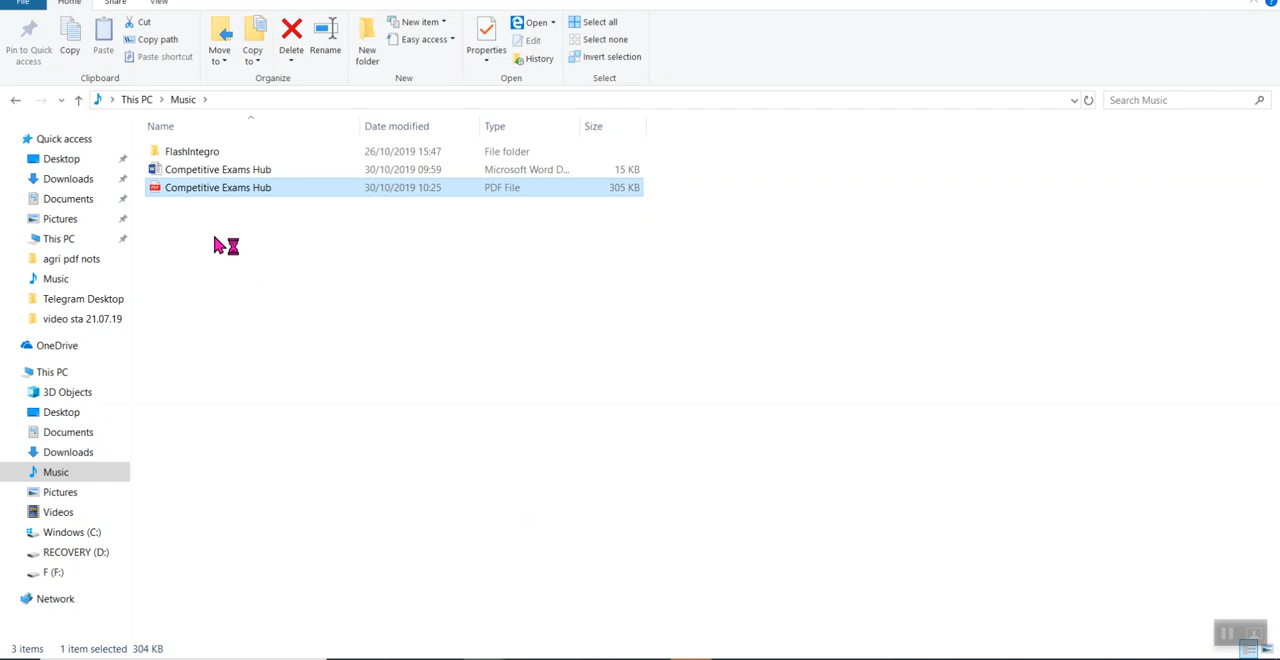 File Home Share View
Pin to Quick access
Copy
Paste
Cut
Copy path
Paste shortcut
Clipboard
Move to
Copy to
Delete
Rename
Organize
New folder
New item
Easy access
New
Properties
Open
Edit
History
Open
Select all
Select none
Invert selection
Select
This PC > Music >
Search Music
Name Date modified Type Size
FlashIntegro 26/10/2019 15:47 File folder
Competitive Exams Hub 30/10/2019 09:59 Microsoft Word D... 15 KB
Competitive Exams Hub 30/10/2019 10:25 PDF File 305 KB
Quick access
Desktop
Downloads
Documents
Pictures
This PC
agri pdf nots
Music
Telegram Desktop
video sta 21.07.19
OneDrive
This PC
3D Objects
Desktop
Documents
Downloads
Music
Pictures
Videos
Windows (C:)
RECOVERY (D:)
F (F:)
Network
3 items 1 item selected 304 KB